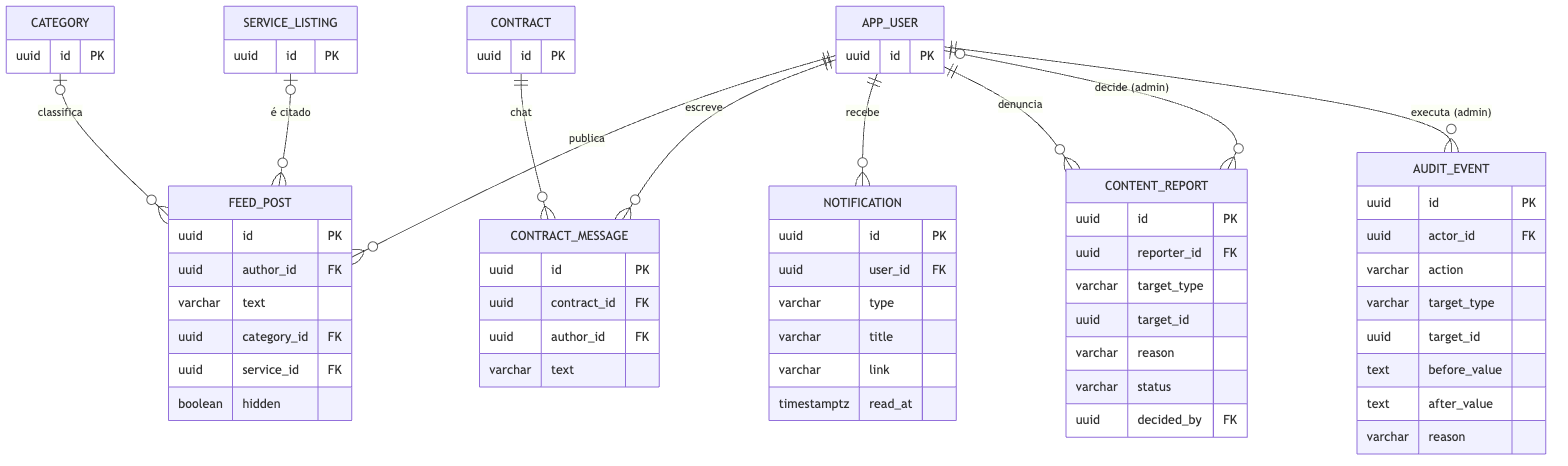 CATEGORY
uuid id PK
SERVICE_LISTING
uuid id PK
CONTRACT
uuid id PK
APP_USER
uuid id PK
classifica
é citado
chat
publica
escreve
recebe
denuncia
decide (admin)
executa (admin)
FEED_POST
uuid id PK
uuid author_id FK
varchar text
uuid category_id FK
uuid service_id FK
boolean hidden
CONTRACT_MESSAGE
uuid id PK
uuid contract_id FK
uuid author_id FK
varchar text
NOTIFICATION
uuid id PK
uuid user_id FK
varchar type
varchar title
varchar link
timestamptz read_at
CONTENT_REPORT
uuid id PK
uuid reporter_id FK
varchar target_type
uuid target_id
varchar reason
varchar status
uuid decided_by FK
AUDIT_EVENT
uuid id PK
uuid actor_id FK
varchar action
varchar target_type
uuid target_id
text before_value
text after_value
varchar reason